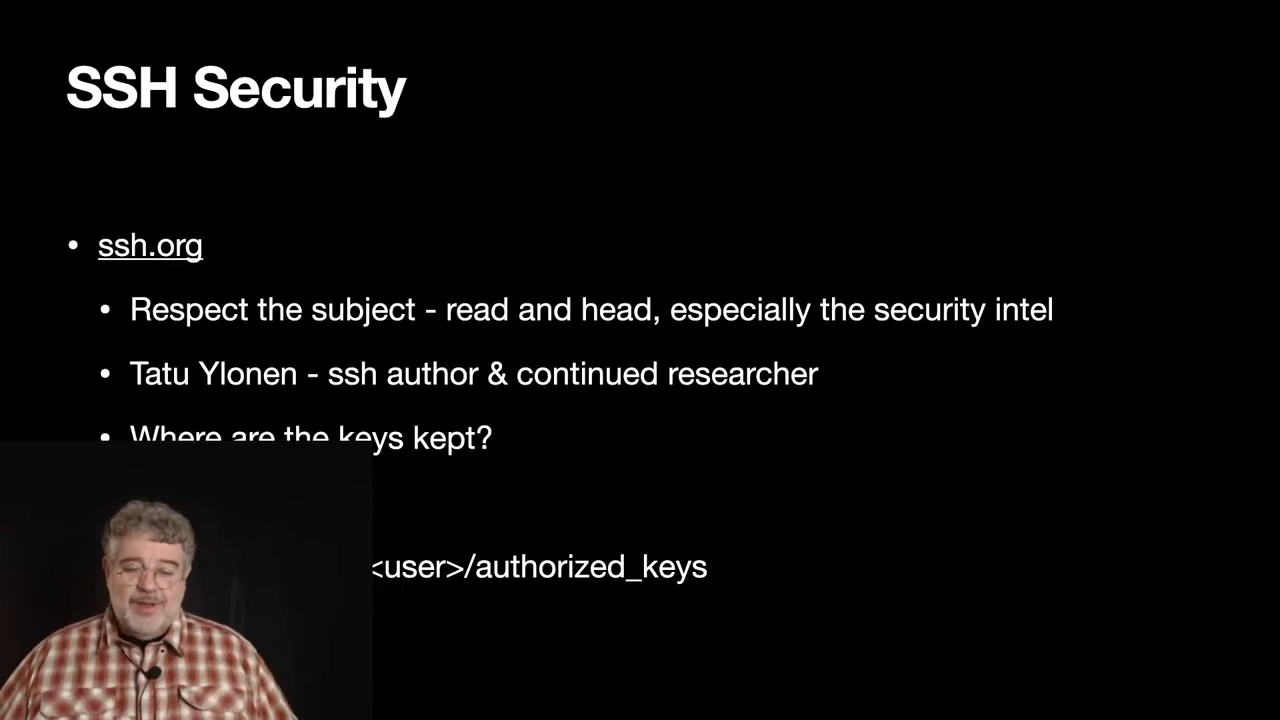 SSH Security
• ssh.org
• Respect the subject - read and head, especially the security intel
• Tatu Ylonen - ssh author & continued researcher
• Where are the keys kept?
<user>/authorized_keys